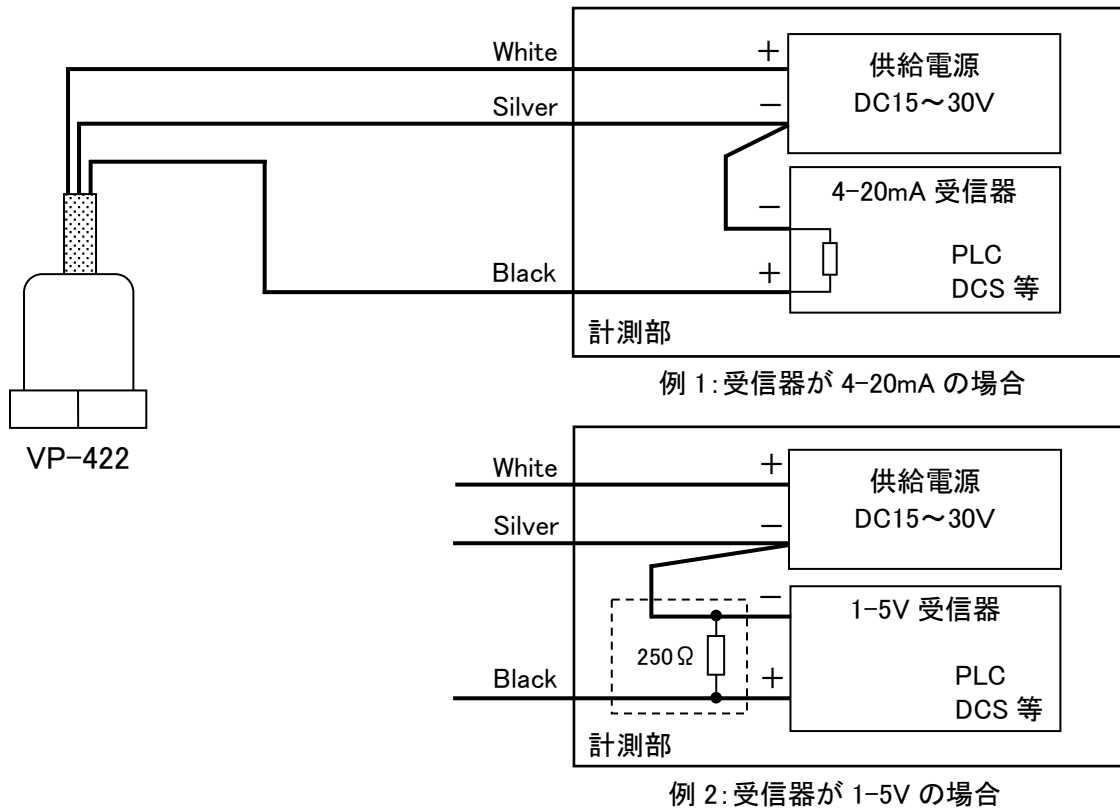 White
+
供給電源
DC15～30V
Silver
－
4-20mA 受信器
－
PLC
DCS 等
Black
+
計測部
例 1：受信器が 4-20mA の場合
VP-422
White
+
供給電源
DC15～30V
Silver
－
1-5V 受信器
－
250Ω
PLC
DCS 等
Black
+
計測部
例 2：受信器が 1-5V の場合